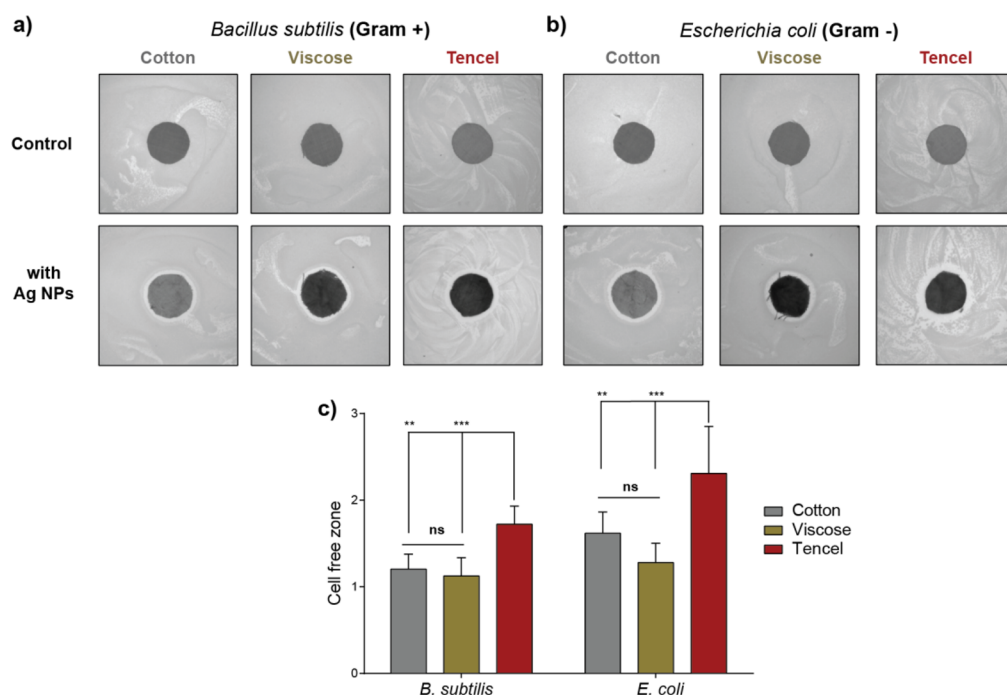 a) Bacillus subtilis (Gram +)
Cotton Viscose Tencel
b) Escherichia coli (Gram -)
Cotton Viscose Tencel
Control
with
Ag NPs
c)
Cell free zone
3
2
1
0
** ***
ns
** ***
ns
B. subtilis E. coli
Cotton
Viscose
Tencel